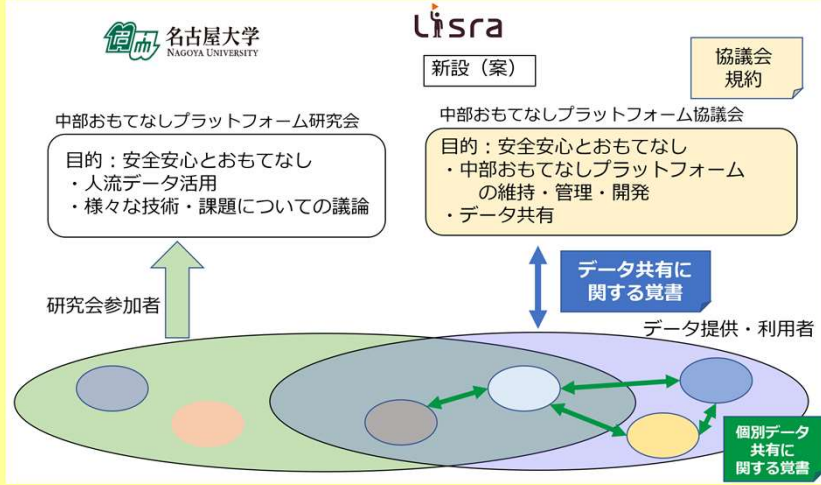 名古屋大学
NAGOYA UNIVERSITY
Lisra
新設（案）
協議会
規約
中部おもてなしプラットフォーム研究会
目的：安全安心とおもてなし
・人流データ活用
・様々な技術・課題についての議論
中部おもてなしプラットフォーム協議会
目的：安全安心とおもてなし
・中部おもてなしプラットフォーム
の維持・管理・開発
・データ共有
研究会参加者
データ共有に
関する覚書
データ提供・利用者
個別データ
共有に
関する覚書